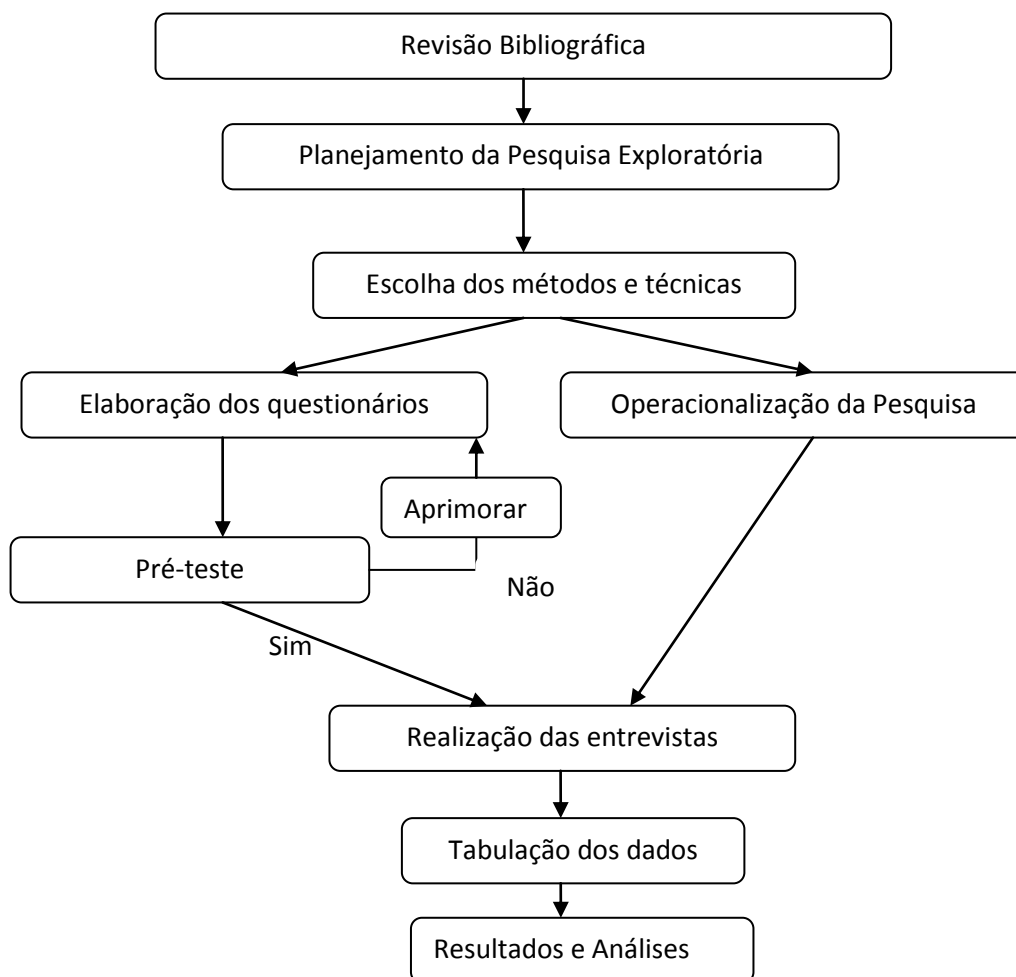 Revisão Bibliográfica
Planejamento da Pesquisa Exploratória
Escolha dos métodos e técnicas
Elaboração dos questionários
Operacionalização da Pesquisa
Aprimorar
Pré-teste
Não
Sim
Realização das entrevistas
Tabulação dos dados
Resultados e Análises